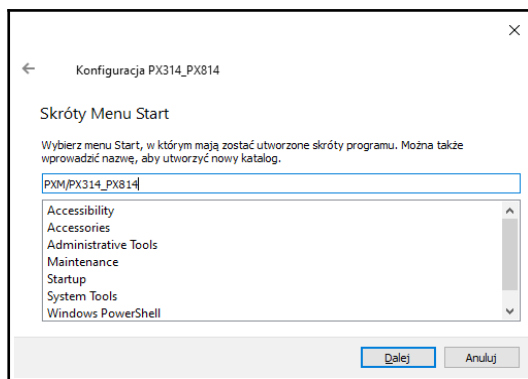 Konfiguracja PX314_PX814
Skróty Menu Start
Wybierz menu Start, w którym mają zostać utworzone skróty programu. Można także
wprowadzić nazwę, aby utworzyć nowy katalog.
PXM/PX314_PX814
Accessibility
Accessories
Administrative Tools
Maintenance
Startup
System Tools
Windows PowerShell
Dalej
Anuluj